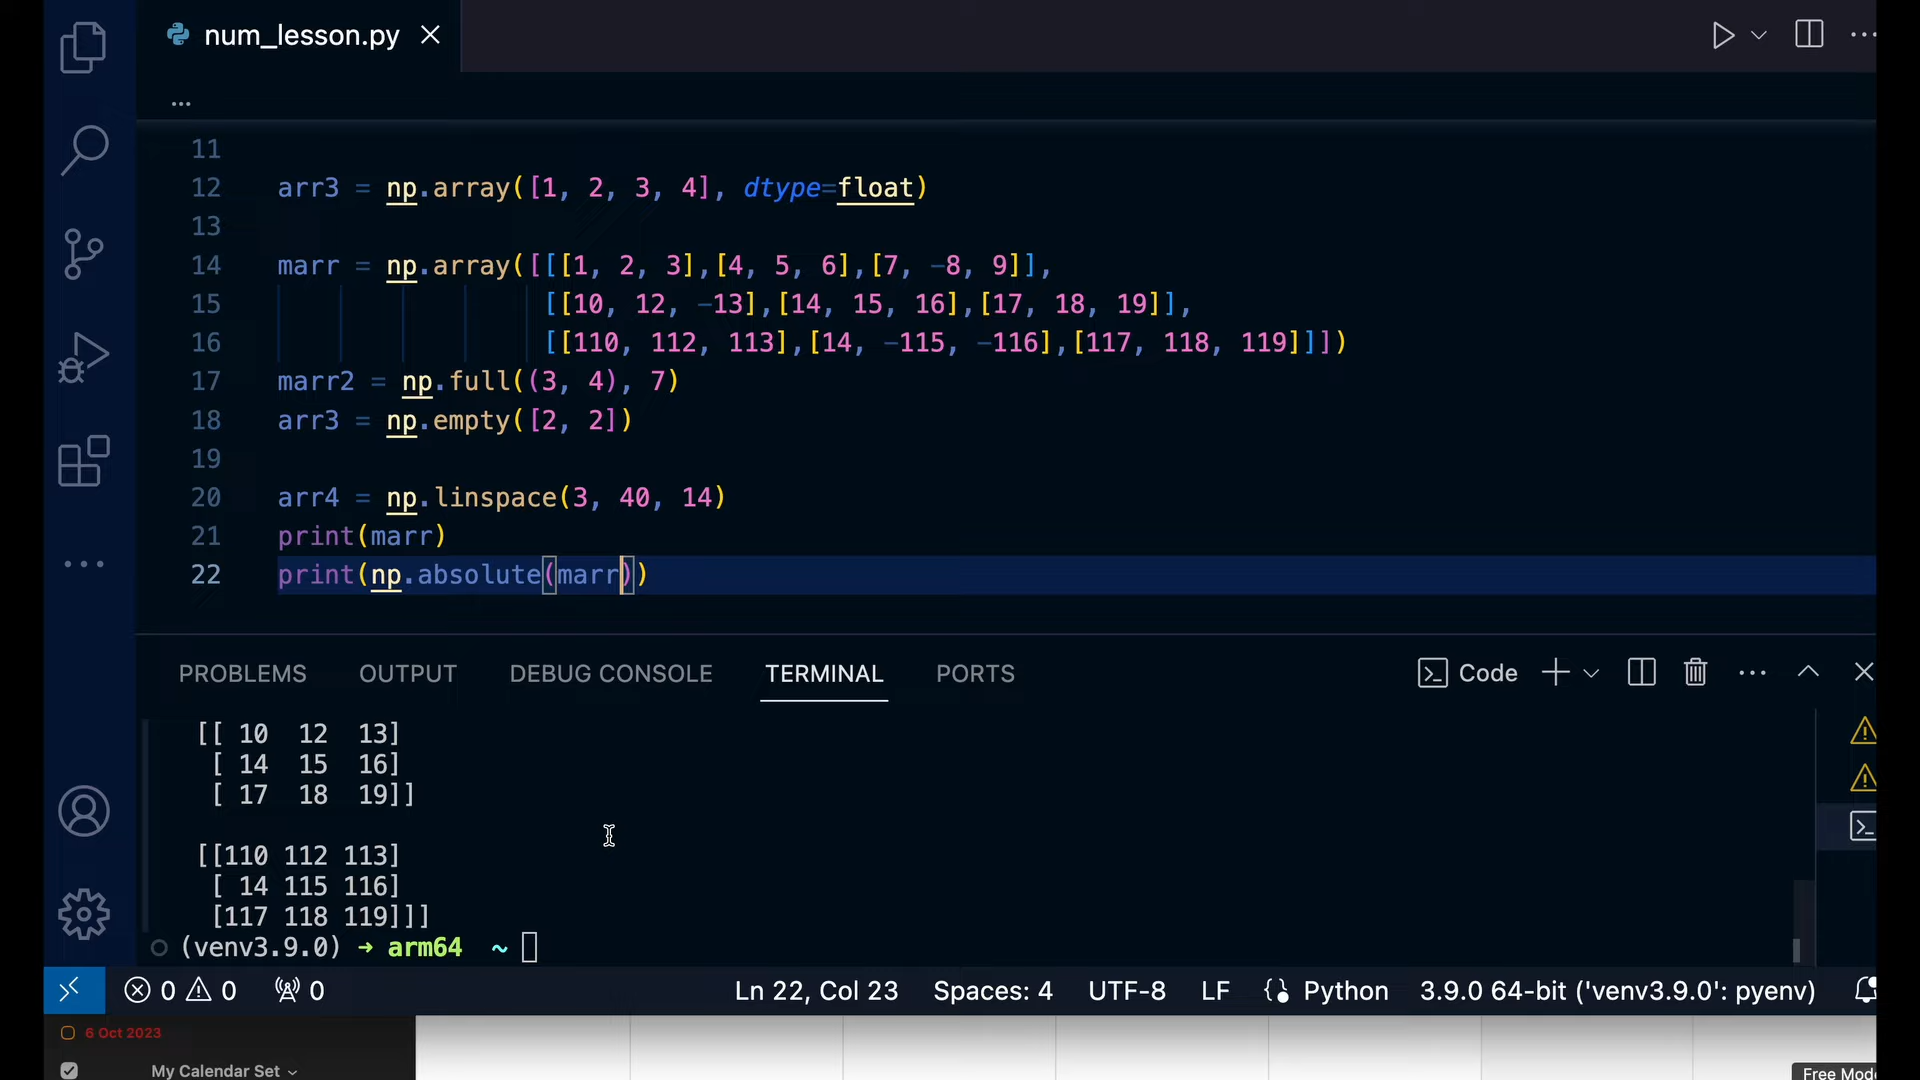 num_lesson.py
...
11
12 arr3 = np.array([1, 2, 3, 4], dtype=float)
13
14 marr = np.array([[[1, 2, 3],[4, 5, 6],[7, -8, 9]],
15 [[10, 12, -13],[14, 15, 16],[17, 18, 19]],
16 [[110, 112, 113],[14, -115, -116],[117, 118, 119]]])
17 marr2 = np.full((3, 4), 7)
18 arr3 = np.empty([2, 2])
19
20 arr4 = np.linspace(3, 40, 14)
21 print(marr)
22 print(np.absolute(marr))
PROBLEMS OUTPUT DEBUG CONSOLE TERMINAL PORTS Code
[[ 10 12 13]
[ 14 15 16]
[ 17 18 19]]
[[110 112 113]
[ 14 115 116]
[117 118 119]]]
(venv3.9.0) → arm64 ~
0 0 0 Ln 22, Col 23 Spaces: 4 UTF-8 LF Python 3.9.0 64-bit ('venv3.9.0': pyenv)
6 Oct 2023
My Calendar Set
Free Mode